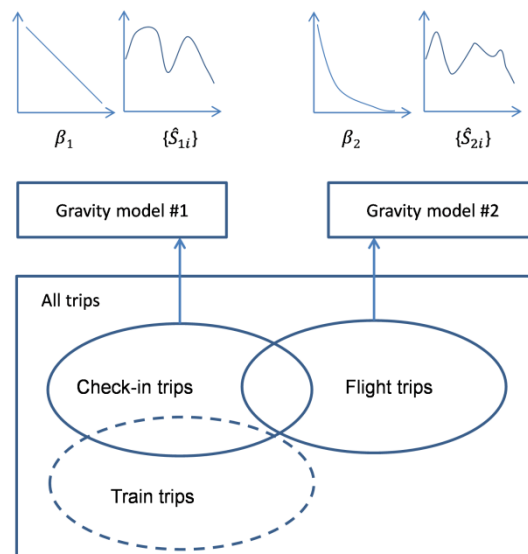 β₁ {Ŝ₁ᵢ} β₂ {Ŝ₂ᵢ}
Gravity model #1 Gravity model #2
All trips
Check-in trips Flight trips
Train trips